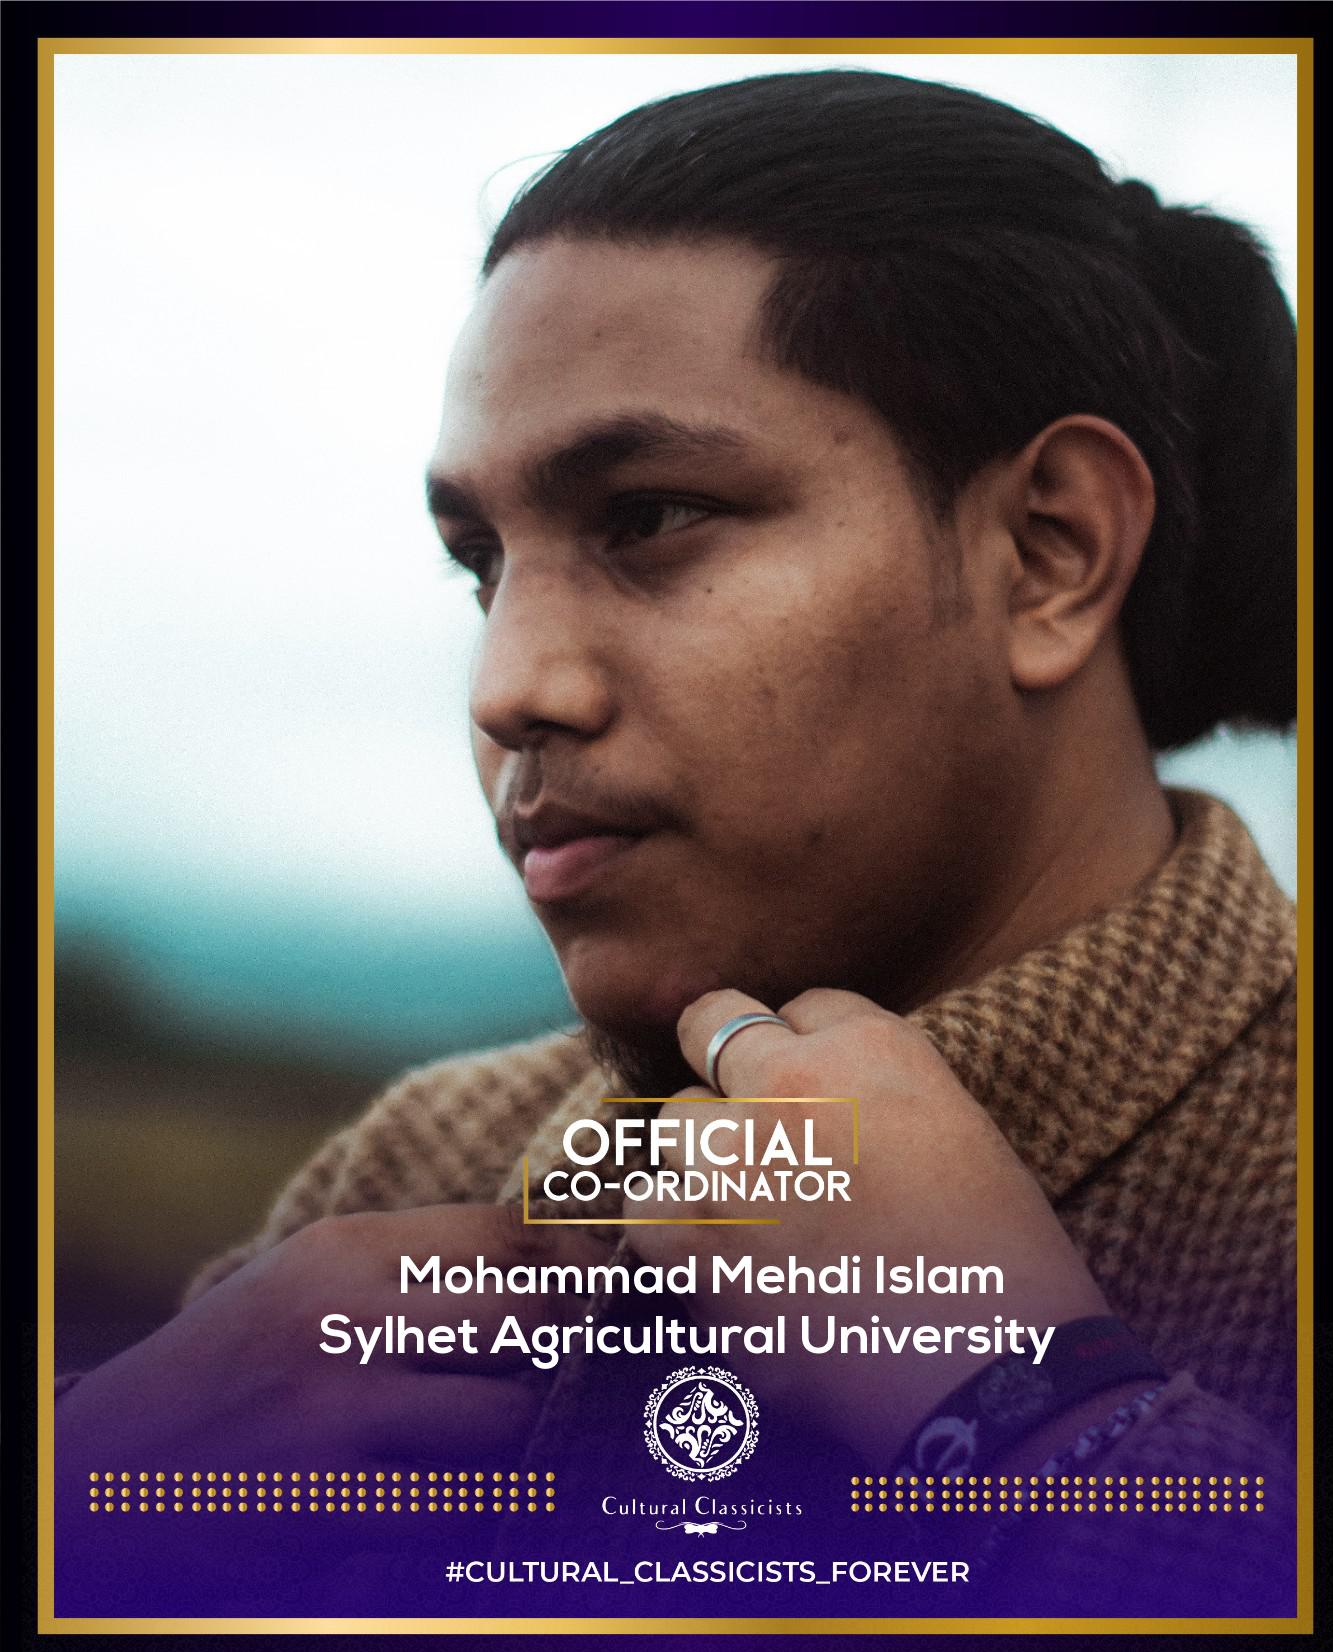 OFFICIAL
CO-ORDINATOR
Mohammad Mehdi Islam
Sylhet Agricultural University
Cultural Classicists
#CULTURAL_CLASSICISTS_FOREVER